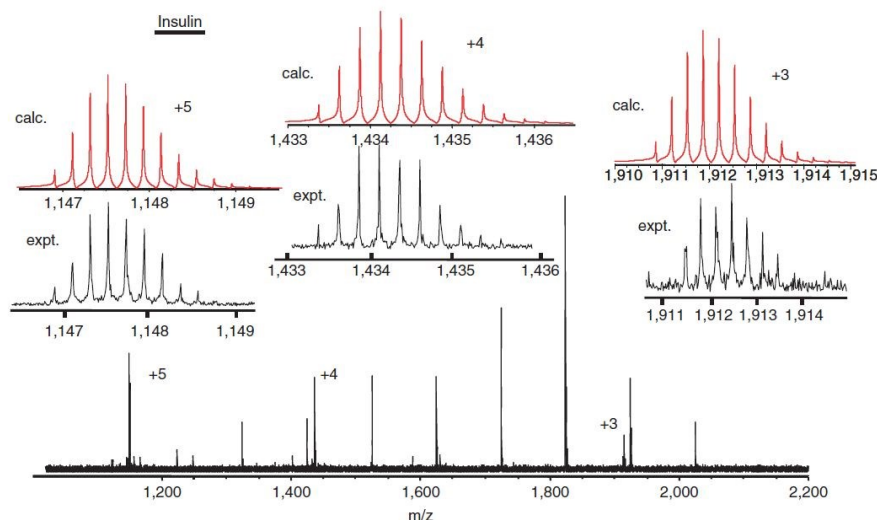 Insulin
calc.
+5
1,147 1,148 1,149
expt.
1,147 1,148 1,149
calc.
+4
1,433 1,434 1,435 1,436
expt.
1,433 1,434 1,435 1,436
calc.
+3
1,910 1,911 1,912 1,913 1,914 1,915
expt.
1,911 1,912 1,913 1,914
+5
+4
+3
1,200 1,400 1,600 1,800 2,000 2,200
m/z